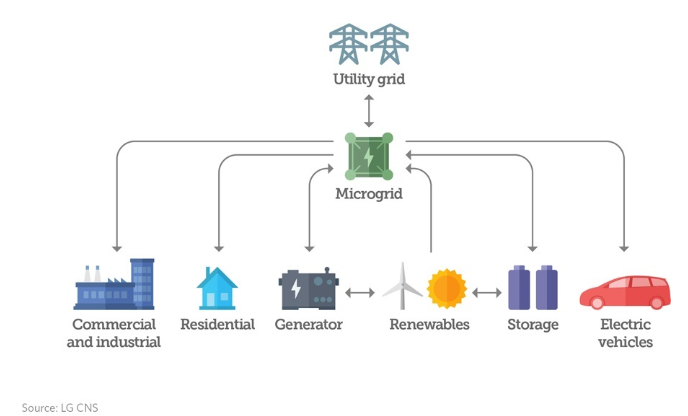 Utility grid
Microgrid
Commercial
and industrial
Residential
Generator
Renewables
Storage
Electric
vehicles
Source: LG CNS